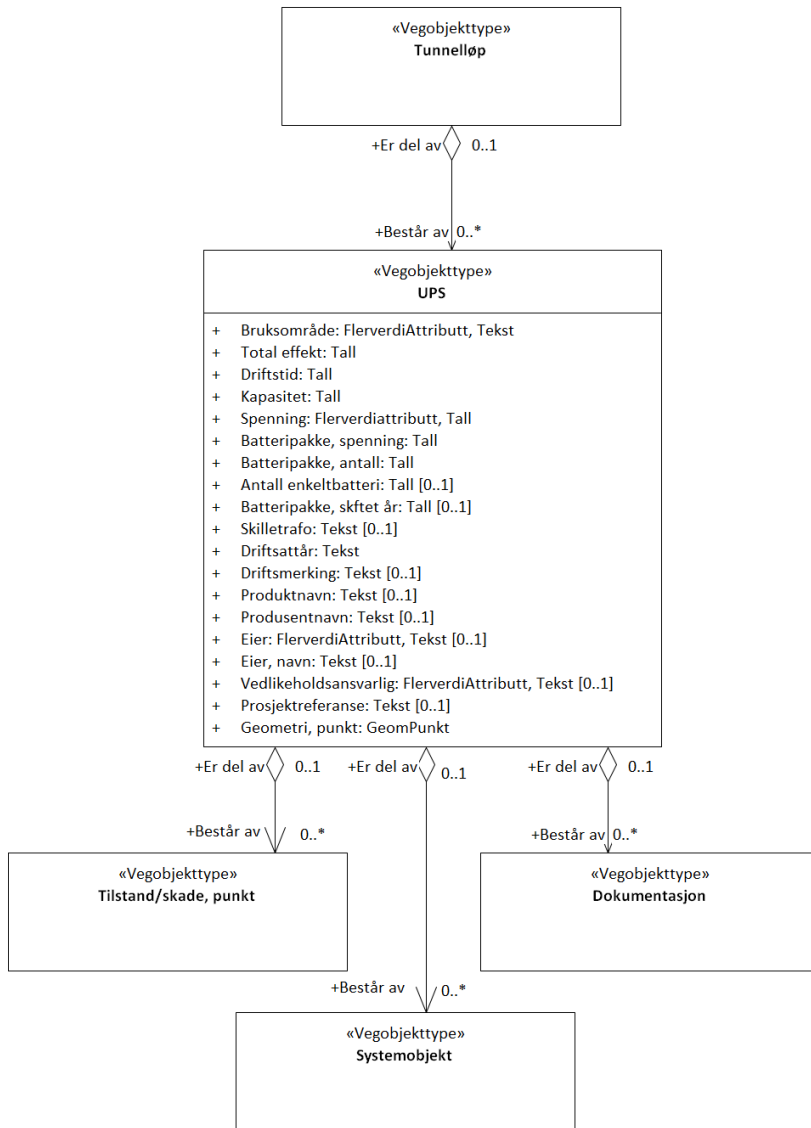 «Vegobjekttype»
Tunnelløp
+Er del av 0..1
+Består av 0..*
«Vegobjekttype»
UPS
+ Bruksområde: FlerverdiAttributt, Tekst
+ Total effekt: Tall
+ Driftstid: Tall
+ Kapasitet: Tall
+ Spenning: Flerverdiattributt, Tall
+ Batteripakke, spenning: Tall
+ Batteripakke, antall: Tall
+ Antall enkeltbatteri: Tall [0..1]
+ Batteripakke, skftet år: Tall [0..1]
+ Skilletrafo: Tekst [0..1]
+ Driftsattår: Tekst
+ Driftsmerking: Tekst [0..1]
+ Produktnavn: Tekst [0..1]
+ Produsentnavn: Tekst [0..1]
+ Eier: FlerverdiAttributt, Tekst [0..1]
+ Eier, navn: Tekst [0..1]
+ Vedlikeholdsansvarlig: FlerverdiAttributt, Tekst [0..1]
+ Prosjektreferanse: Tekst [0..1]
+ Geometri, punkt: GeomPunkt
+Er del av 0..1 +Er del av 0..1 +Er del av 0..1
+Består av 0..* +Består av 0..*
«Vegobjekttype» «Vegobjekttype»
Tilstand/skade, punkt Dokumentasjon
+Består av 0..*
«Vegobjekttype»
Systemobjekt